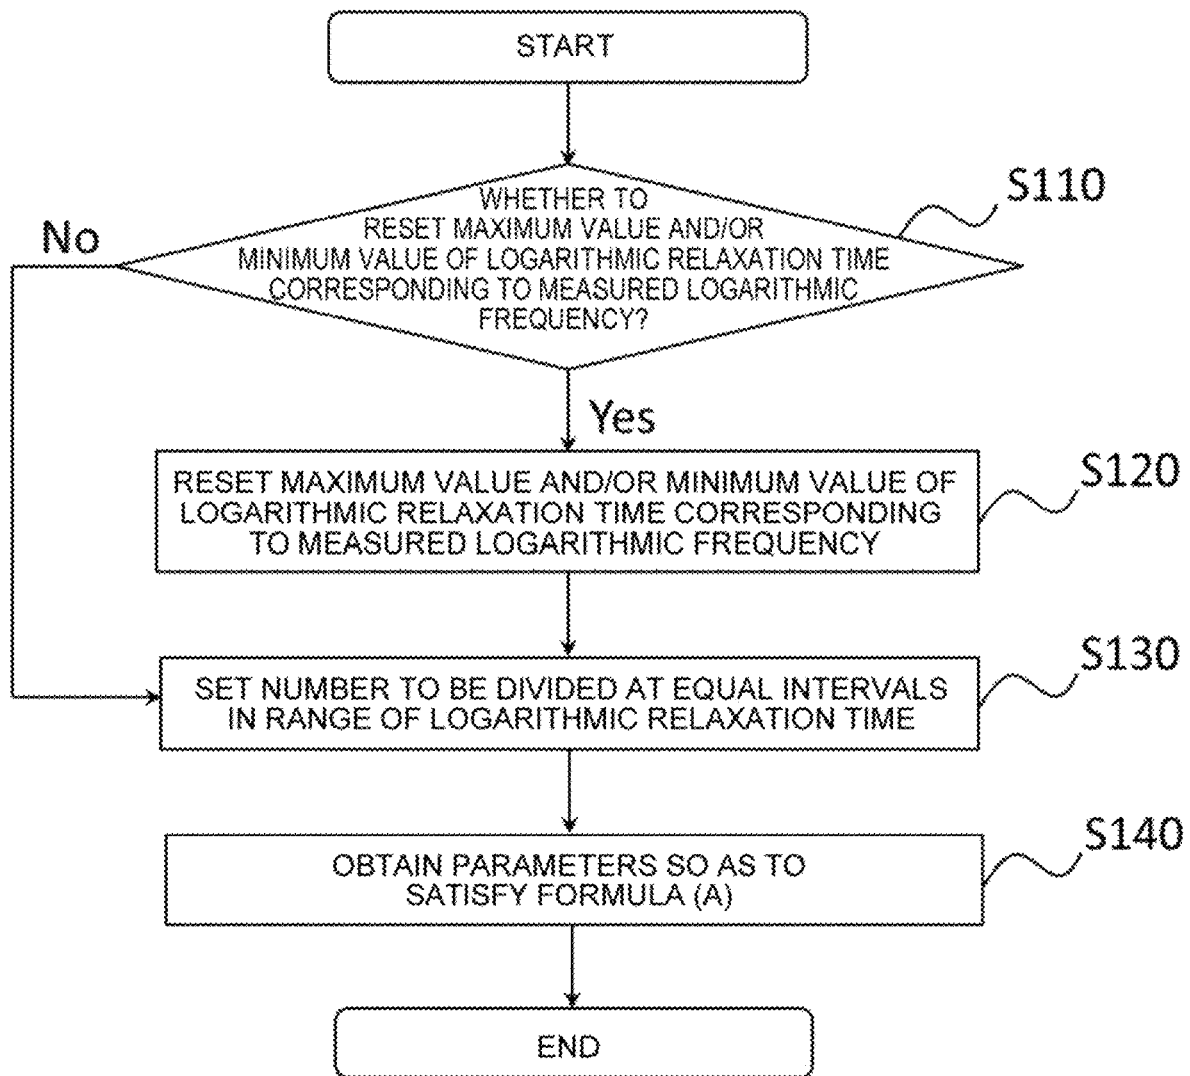 START
WHETHER TO
RESET MAXIMUM VALUE AND/OR
MINIMUM VALUE OF LOGARITHMIC RELAXATION TIME
CORRESPONDING TO MEASURED LOGARITHMIC
FREQUENCY?
S110
No
Yes
RESET MAXIMUM VALUE AND/OR MINIMUM VALUE OF
LOGARITHMIC RELAXATION TIME CORRESPONDING
TO MEASURED LOGARITHMIC FREQUENCY
S120
SET NUMBER TO BE DIVIDED AT EQUAL INTERVALS
IN RANGE OF LOGARITHMIC RELAXATION TIME
S130
OBTAIN PARAMETERS SO AS TO
SATISFY FORMULA (A)
S140
END